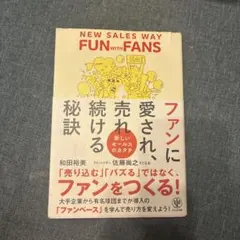 NEW SALES WAY
FUN WITH FANS
ファンに
愛され、
売れ
続ける
秘訣
新しい
セールス
のカタチ
和田裕美
佐藤尚之
「売り込む」「バズる」ではなく、
ファンをつくる!
大手企業から有名球団までが導入の
「ファンベース」を学んで売り方を変えよう!